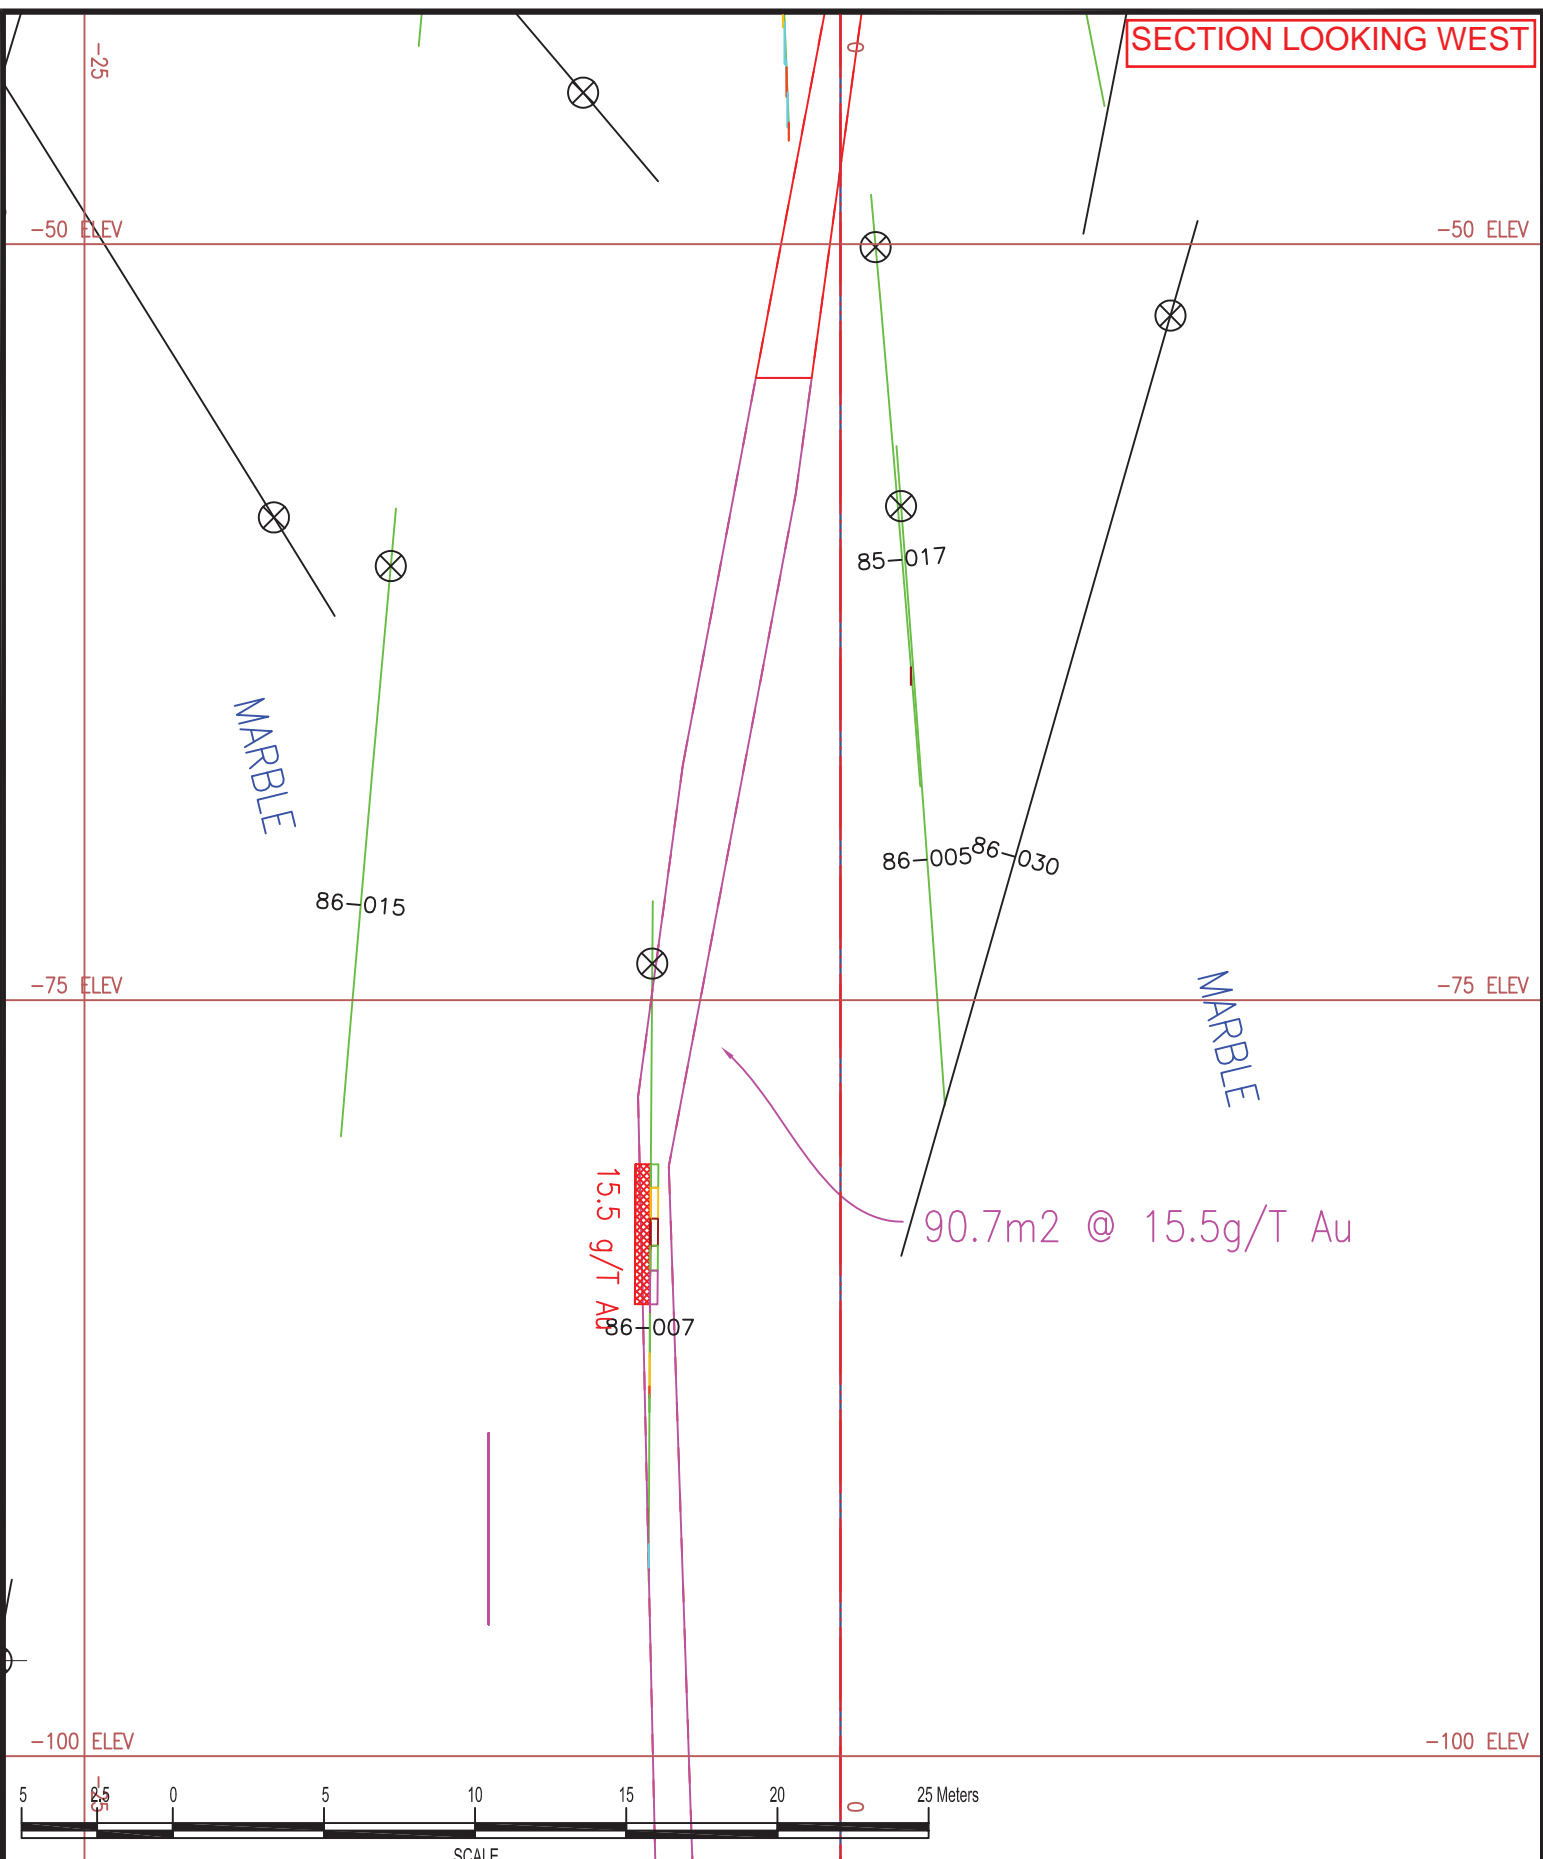 SECTION LOOKING WEST
-25
0
-50 ELEV
-50 ELEV
85-017
MARBLE
86-005
86-030
86-015
-75 ELEV
-75 ELEV
MARBLE
15.5 g/T Au
90.7m2 @ 15.5g/T Au
86-007
-100 ELEV
-100 ELEV
-25
0
5 2.5 0 5 10 15 20 25 Meters
SCALE